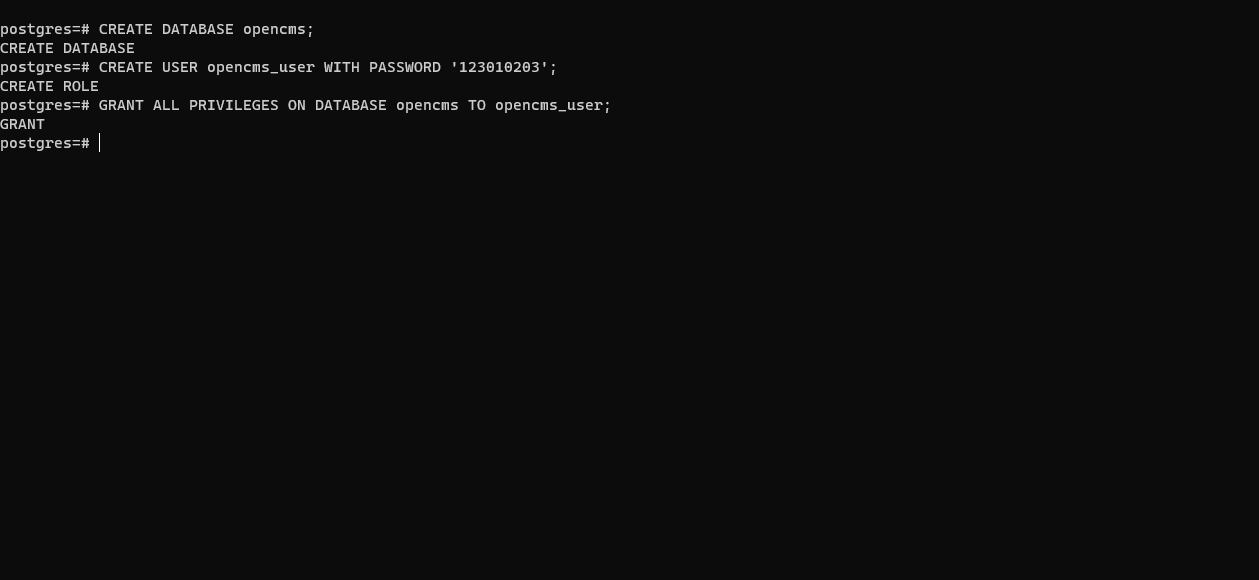 postgres=# CREATE DATABASE opencms;
CREATE DATABASE
postgres=# CREATE USER opencms_user WITH PASSWORD '123010203';
CREATE ROLE
postgres=# GRANT ALL PRIVILEGES ON DATABASE opencms TO opencms_user;
GRANT
postgres=#